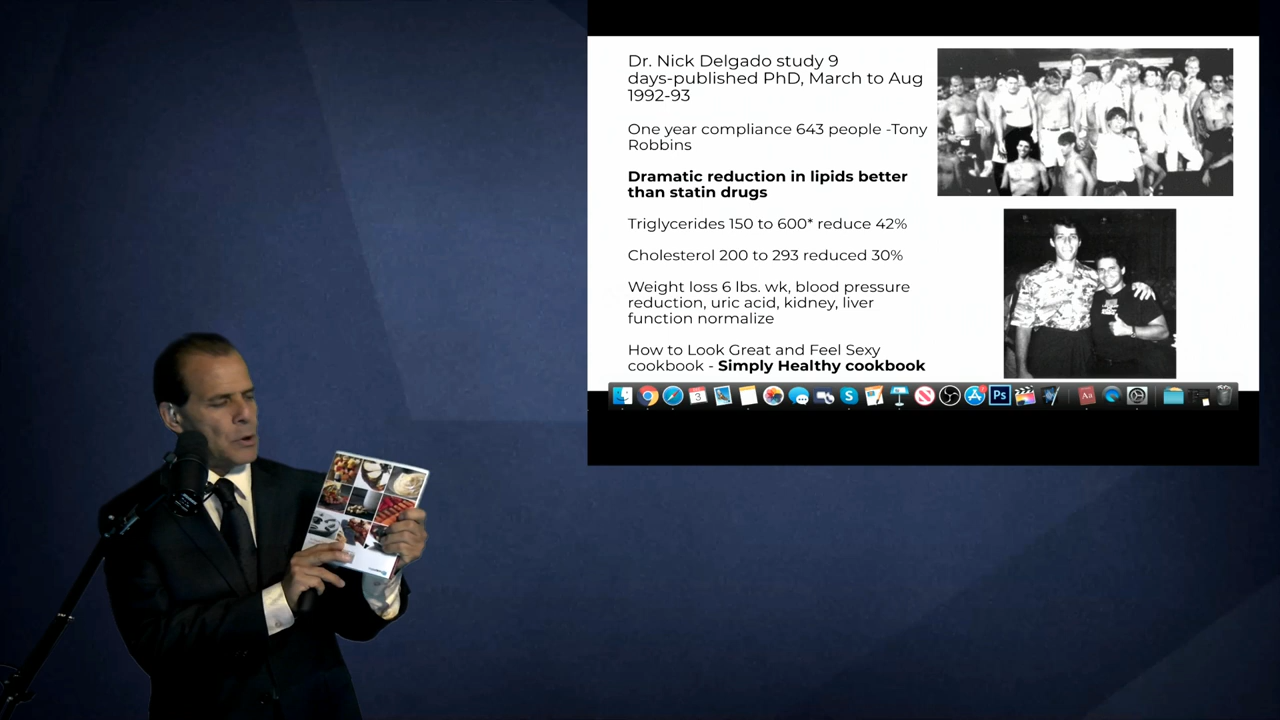 Dr. Nick Delgado study 9
days-published PhD, March to Aug
1992-93
One year compliance 643 people -Tony
Robbins
Dramatic reduction in lipids better
than statin drugs
Triglycerides 150 to 600* reduce 42%
Cholesterol 200 to 293 reduced 30%
Weight loss 6 lbs. wk, blood pressure
reduction, uric acid, kidney, liver
function normalize
How to Look Great and Feel Sexy
cookbook - Simply Healthy cookbook
3
S
Ps
Aa